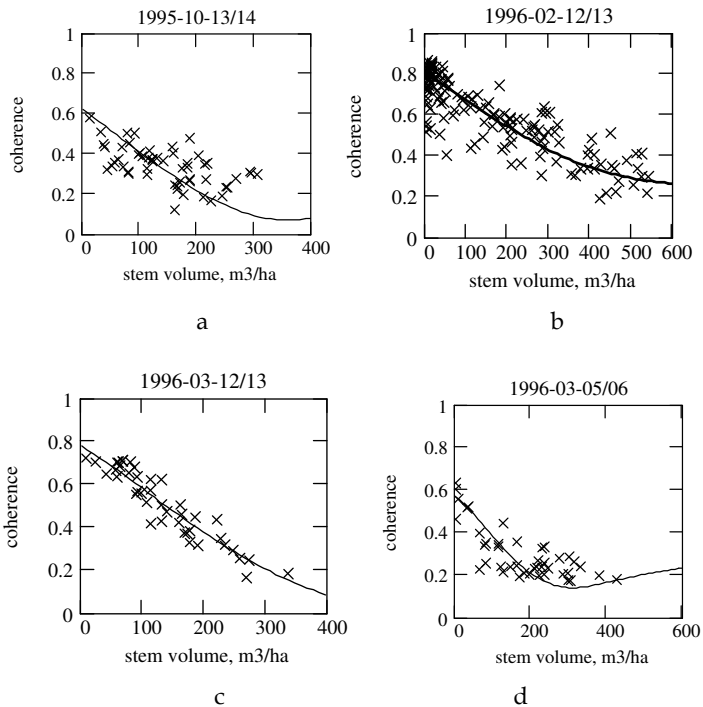 1995-10-13/14
1
0.8
0.6
0.4
0.2
0
0 100 200 300 400
coherence
stem volume, m3/ha
a
1996-02-12/13
1
0.8
0.6
0.4
0.2
0
0 100 200 300 400 500 600
coherence
stem volume, m3/ha
b
1996-03-12/13
1
0.8
0.6
0.4
0.2
0
0 100 200 300 400
coherence
stem volume, m3/ha
c
1996-03-05/06
1
0.8
0.6
0.4
0.2
0
0 200 400 600
coherence
stem volume, m3/ha
d